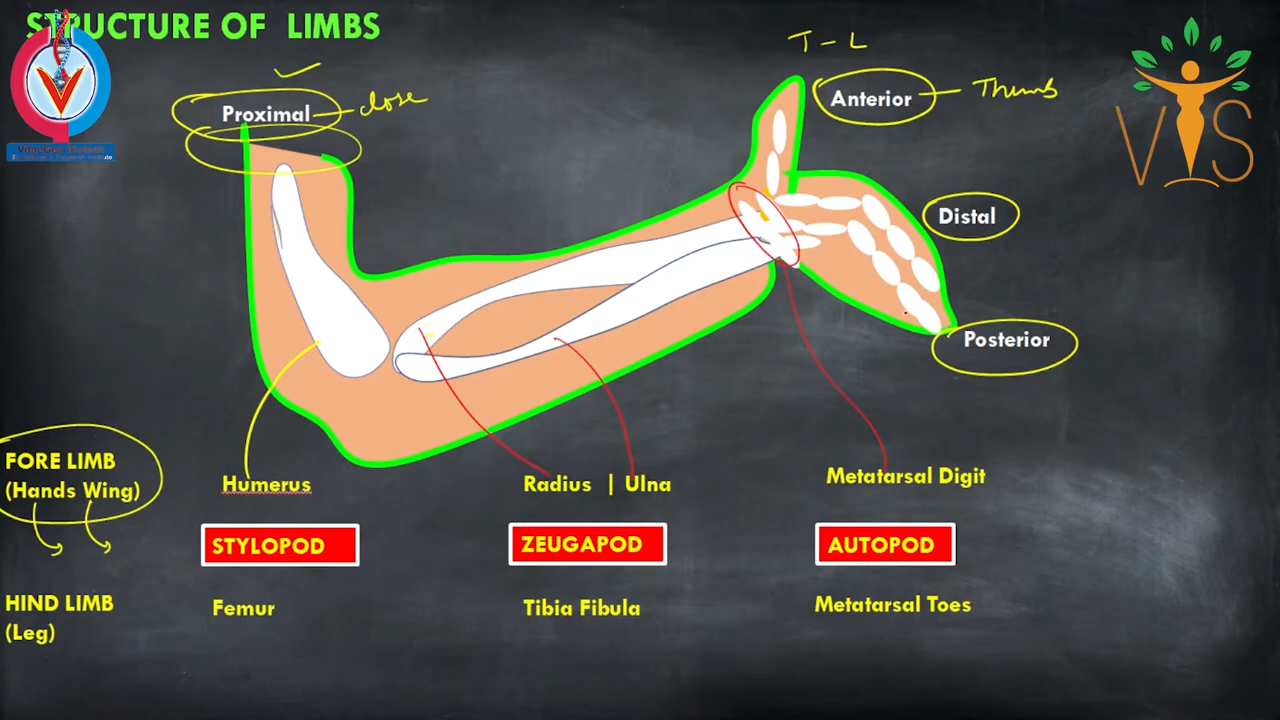 STRUCTURE OF LIMBS
T - L
Proximal - close
Anterior - Thumb
VIS
Distal
Posterior
FORE LIMB
(Hands Wing)
Humerus
Radius | Ulna
Metatarsal Digit
STYLOPOD
ZEUGAPOD
AUTOPOD
HIND LIMB
(Leg)
Femur
Tibia Fibula
Metatarsal Toes